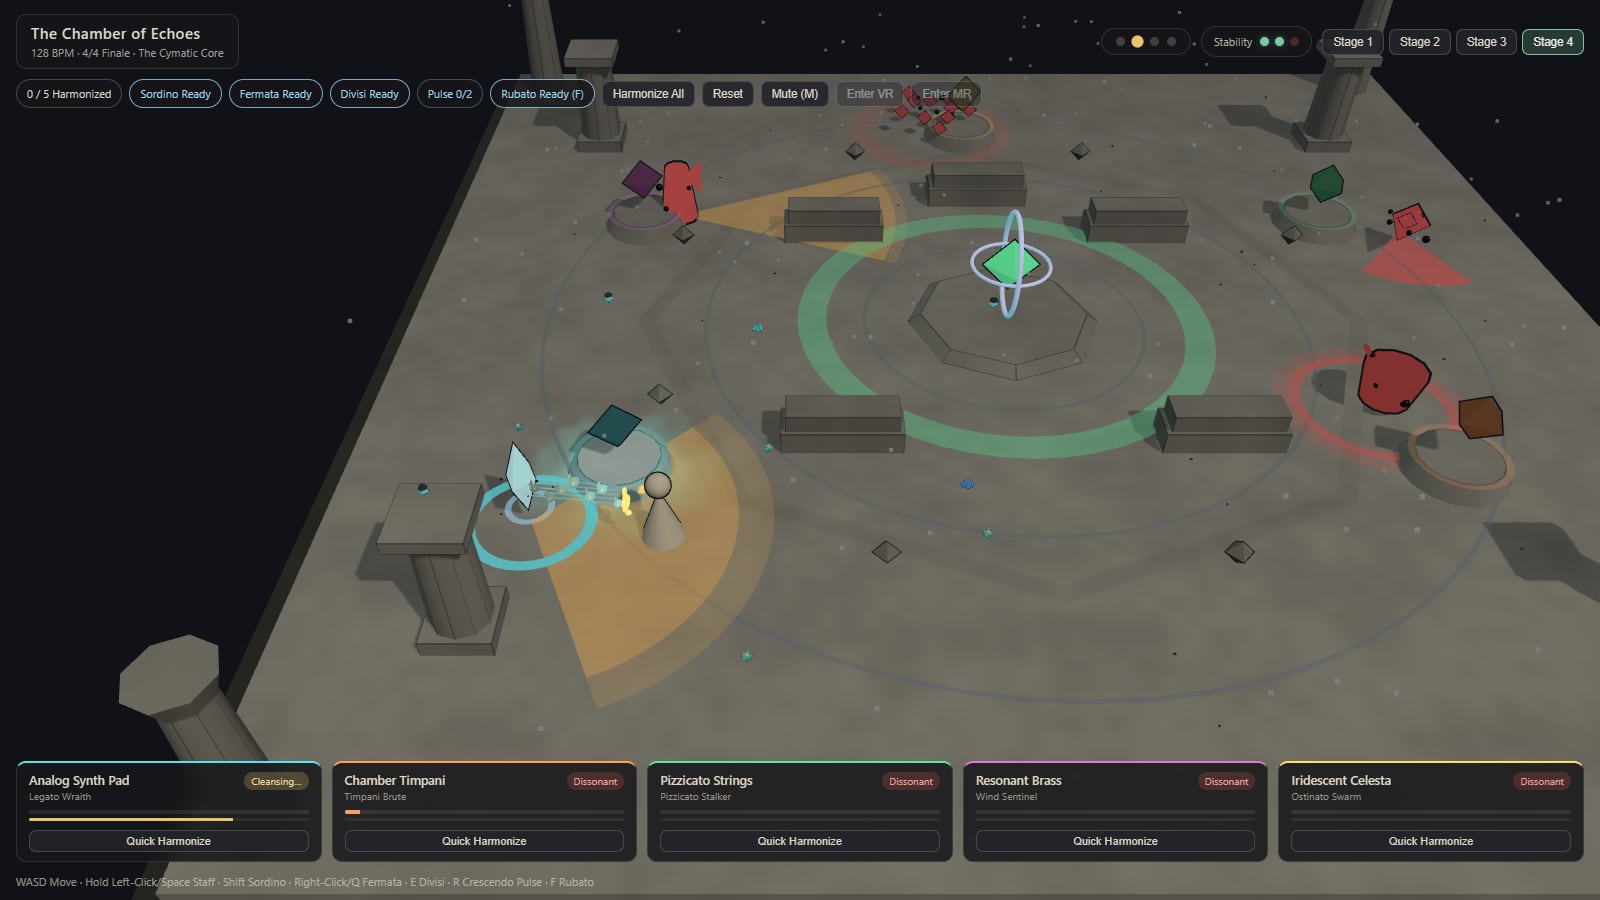 The Chamber of Echoes
128 BPM · 4/4 Finale · The Cymatic Core
Stability
Stage 1
Stage 2
Stage 3
Stage 4
0 / 5 Harmonized
Sordino Ready
Fermata Ready
Divisi Ready
Pulse 0/2
Rubato Ready (F)
Harmonize All
Reset
Mute (M)
Enter VR
Enter MR
Analog Synth Pad
Cleansing...
Legato Wraith
Quick Harmonize
Chamber Timpani
Dissonant
Timpani Brute
Quick Harmonize
Pizzicato Strings
Dissonant
Pizzicato Stalker
Quick Harmonize
Resonant Brass
Dissonant
Wind Sentinel
Quick Harmonize
Iridescent Celesta
Dissonant
Ostinato Swarm
Quick Harmonize
WASD Move · Hold Left-Click/Space Staff · Shift Sordino · Right-Click/Q Fermata · E Divisi · R Crescendo Pulse · F Rubato